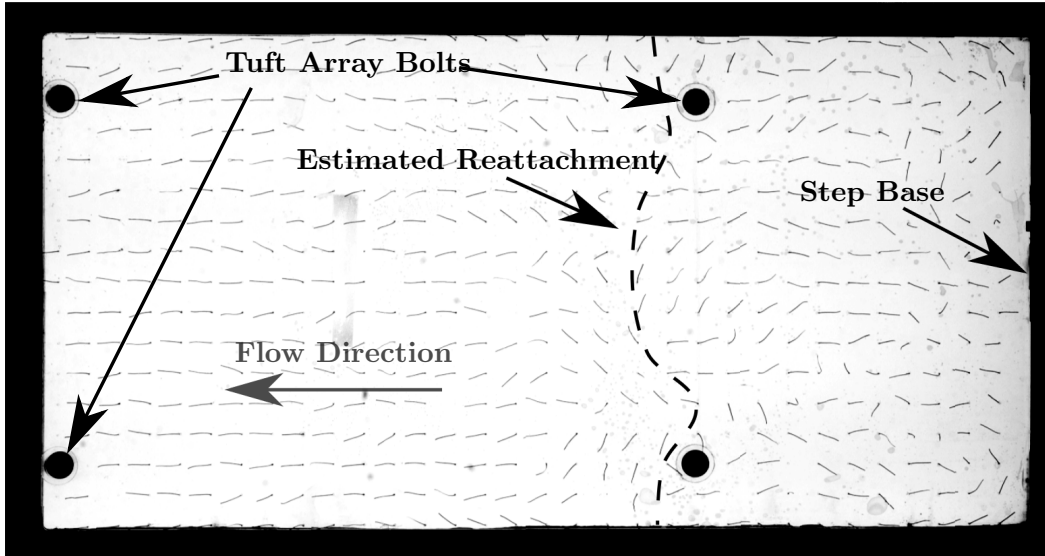 Tuft Array Bolts
Estimated Reattachment
Step Base
Flow Direction